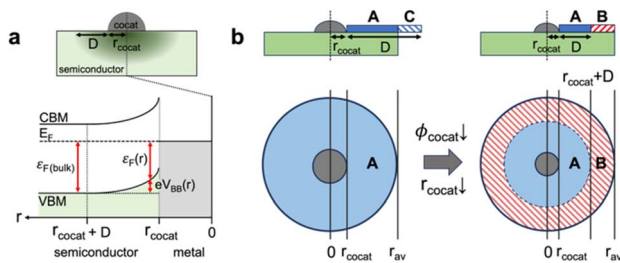 a
cocat
D
r_cocat
semiconductor
CBM
E_F
ε_F(bulk)
ε_F(r)
eV_BB(r)
VBM
r
r_cocat + D
r_cocat
0
semiconductor
metal
b
A
C
r_cocat
D
A
0
r_cocat
r_av
ϕ_cocat↓
r_cocat↓
A
B
r_cocat
D
r_cocat+D
A
B
0
r_cocat
r_av